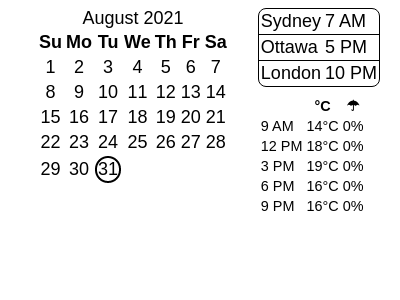 August 2021
Su Mo Tu We Th Fr Sa
1 2 3 4 5 6 7
8 9 10 11 12 13 14
15 16 17 18 19 20 21
22 23 24 25 26 27 28
29 30 31
Sydney 7 AM
Ottawa 5 PM
London 10 PM
°C ☂
9 AM 14°C 0%
12 PM 18°C 0%
3 PM 19°C 0%
6 PM 16°C 0%
9 PM 16°C 0%